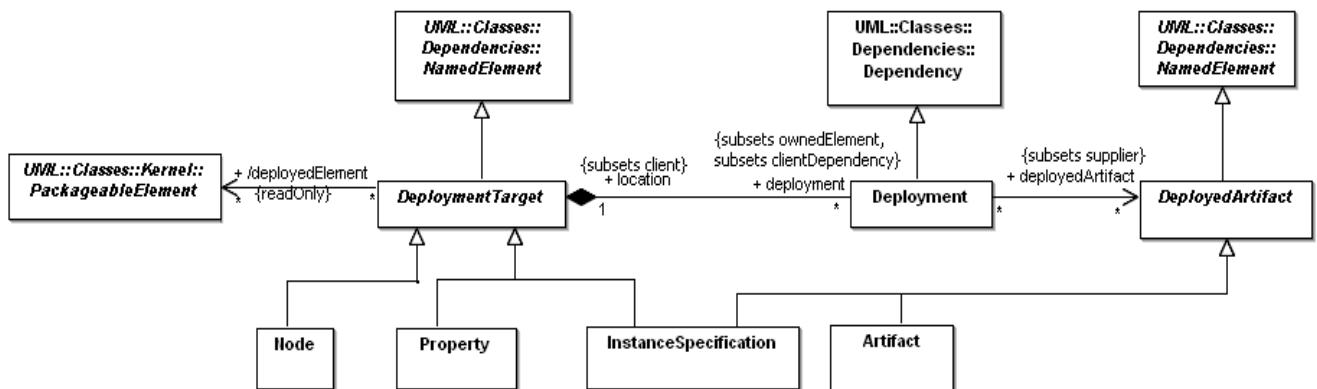 UML::Classes::
Dependencies::
NamedElement
UML::Classes::
Dependencies::
Dependency
UML::Classes::
Dependencies::
NamedElement
UML::Classes::Kernel::
PackageableElement
+ /deployedElement
{readOnly}
*
*
DeploymentTarget
{subsets client}
+ location
1
{subsets ownedElement,
subsets clientDependency}
+ deployment
*
Deployment
*
{subsets supplier}
+ deployedArtifact
*
DeployedArtifact
Node
Property
InstanceSpecification
Artifact